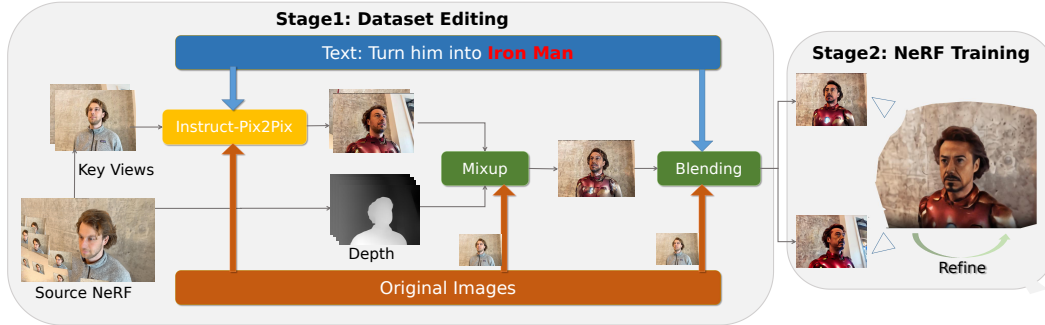 Stage1: Dataset Editing
Text: Turn him into Iron Man
Stage2: NeRF Training
Instruct-Pix2Pix
Key Views
Mixup
Blending
Depth
Source NeRF
Original Images
Refine